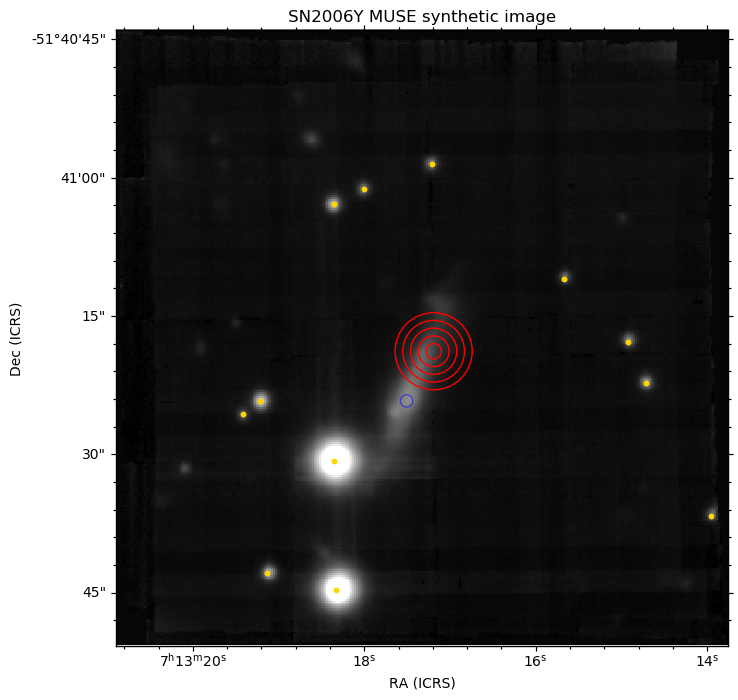 SN2006Y MUSE synthetic image
-51°40'45"
41'00"
15"
30"
45"
Dec (ICRS)
7ʰ13ᵐ20ˢ
18ˢ
16ˢ
14ˢ
RA (ICRS)